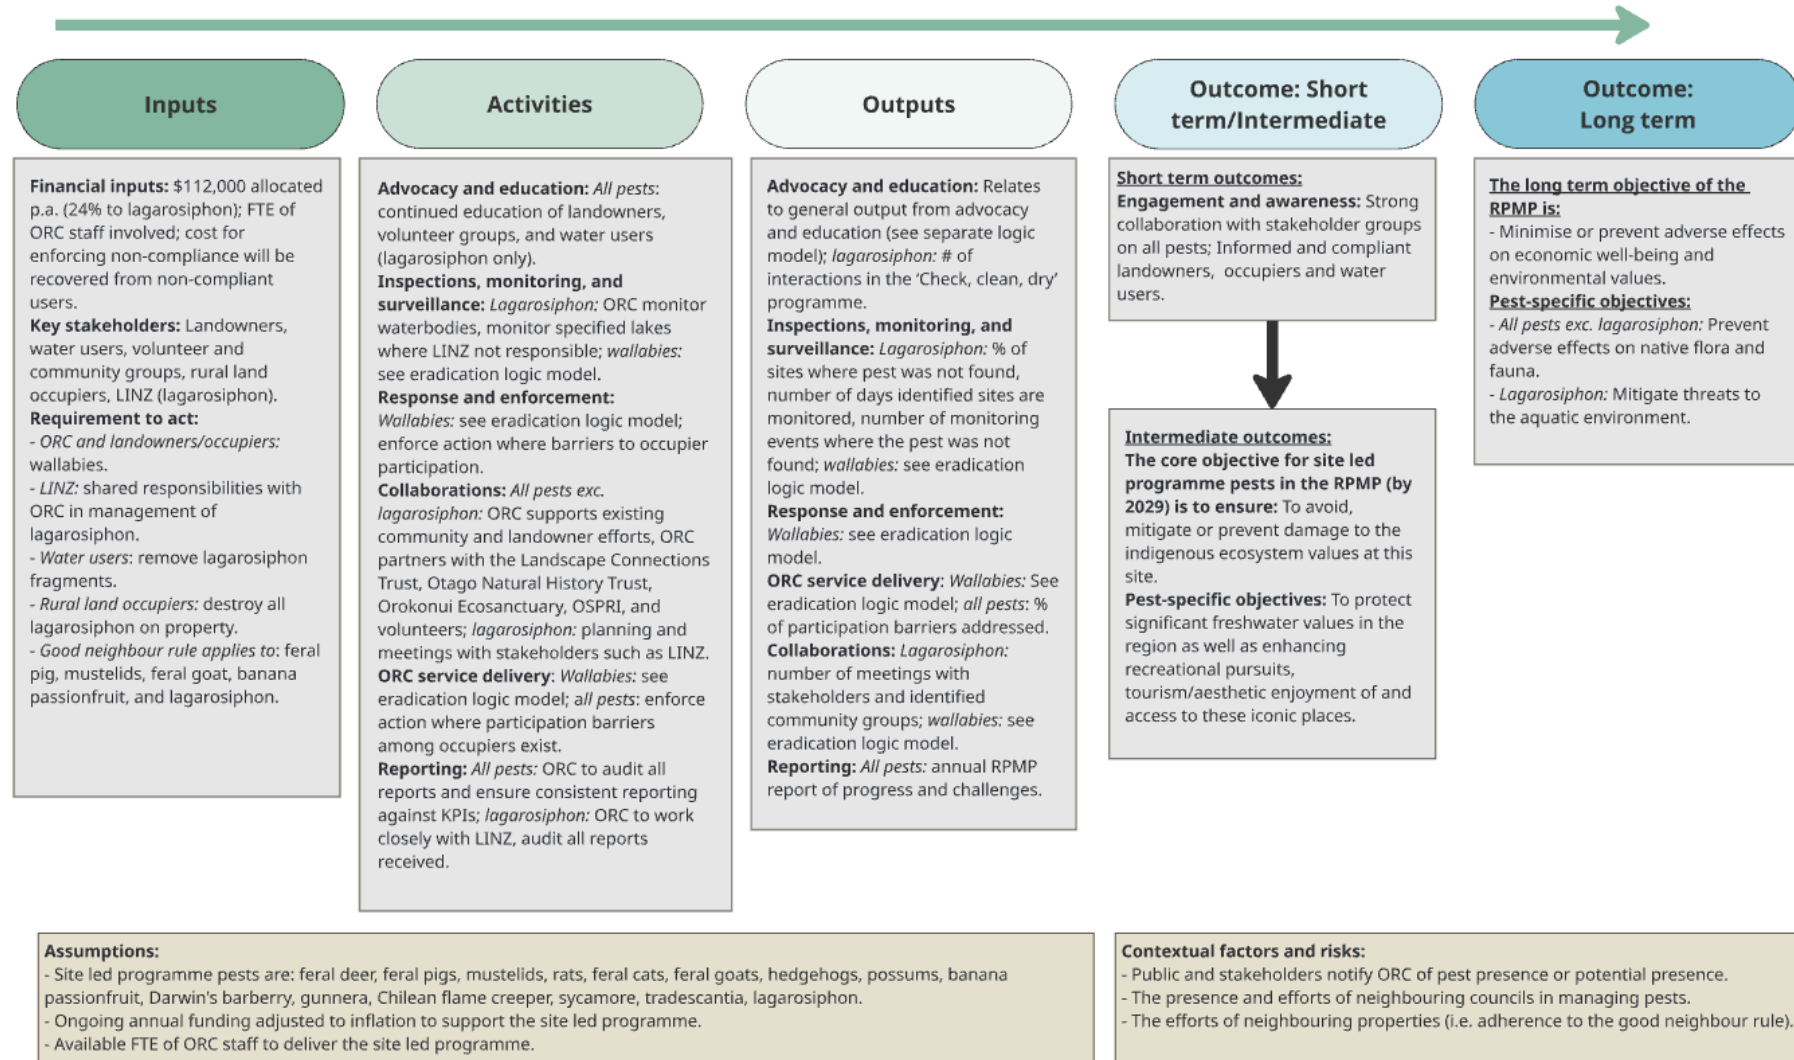 Inputs
Activities
Outputs
Outcome: Short
term/Intermediate
Outcome:
Long term
Financial inputs: $112,000 allocated
p.a. (24% to lagarosiphon); FTE of
ORC staff involved; cost for
enforcing non-compliance will be
recovered from non-compliant
users.
Key stakeholders: Landowners,
water users, volunteer and
community groups, rural land
occupiers, LINZ (lagarosiphon).
Requirement to act:
- ORC and landowners/occupiers:
wallabies.
- LINZ: shared responsibilities with
ORC in management of
lagarosiphon.
- Water users: remove lagarosiphon
fragments.
- Rural land occupiers: destroy all
lagarosiphon on property.
- Good neighbour rule applies to: feral
pig, mustelids, feral goat, banana
passionfruit, and lagarosiphon.
Advocacy and education: All pests:
continued education of landowners,
volunteer groups, and water users
(lagarosiphon only).
Inspections, monitoring, and
surveillance: Lagarosiphon: ORC monitor
waterbodies, monitor specified lakes
where LINZ not responsible; wallabies:
see eradication logic model.
Response and enforcement:
Wallabies: see eradication logic model;
enforce action where barriers to occupier
participation.
Collaborations: All pests exc.
lagarosiphon: ORC supports existing
community and landowner efforts, ORC
partners with the Landscape Connections
Trust, Otago Natural History Trust,
Orokonui Ecosanctuary, OSPRI, and
volunteers; lagarosiphon: planning and
meetings with stakeholders such as LINZ.
ORC service delivery: Wallabies: see
eradication logic model; all pests: enforce
action where participation barriers
among occupiers exist.
Reporting: All pests: ORC to audit all
reports and ensure consistent reporting
against KPIs; lagarosiphon: ORC to work
closely with LINZ, audit all reports
received.
Advocacy and education: Relates
to general output from advocacy
and education (see separate logic
model); lagarosiphon: # of
interactions in the 'Check, clean, dry'
programme.
Inspections, monitoring, and
surveillance: Lagarosiphon: % of
sites where pest was not found,
number of days identified sites are
monitored, number of monitoring
events where the pest was not
found; wallabies: see eradication
logic model.
Response and enforcement:
Wallabies: see eradication logic
model.
ORC service delivery: Wallabies: See
eradication logic model; all pests: %
of participation barriers addressed.
Collaborations: Lagarosiphon:
number of meetings with
stakeholders and identified
community groups; wallabies: see
eradication logic model.
Reporting: All pests: annual RPMP
report of progress and challenges.
Short term outcomes:
Engagement and awareness: Strong
collaboration with stakeholder groups
on all pests; Informed and compliant
landowners, occupiers and water
users.
Intermediate outcomes:
The core objective for site led
programme pests in the RPMP (by
2029) is to ensure: To avoid,
mitigate or prevent damage to the
indigenous ecosystem values at this
site.
Pest-specific objectives: To protect
significant freshwater values in the
region as well as enhancing
recreational pursuits,
tourism/aesthetic enjoyment of and
access to these iconic places.
The long term objective of the
RPMP is:
- Minimise or prevent adverse effects
on economic well-being and
environmental values.
Pest-specific objectives:
- All pests exc. lagarosiphon: Prevent
adverse effects on native flora and
fauna.
- Lagarosiphon: Mitigate threats to
the aquatic environment.
Assumptions:
- Site led programme pests are: feral deer, feral pigs, mustelids, rats, feral cats, feral goats, hedgehogs, possums, banana
passionfruit, Darwin's barberry, gunnera, Chilean flame creeper, sycamore, tradescantia, lagarosiphon.
- Ongoing annual funding adjusted to inflation to support the site led programme.
- Available FTE of ORC staff to deliver the site led programme.
Contextual factors and risks:
- Public and stakeholders notify ORC of pest presence or potential presence.
- The presence and efforts of neighbouring councils in managing pests.
- The efforts of neighbouring properties (i.e. adherence to the good neighbour rule).